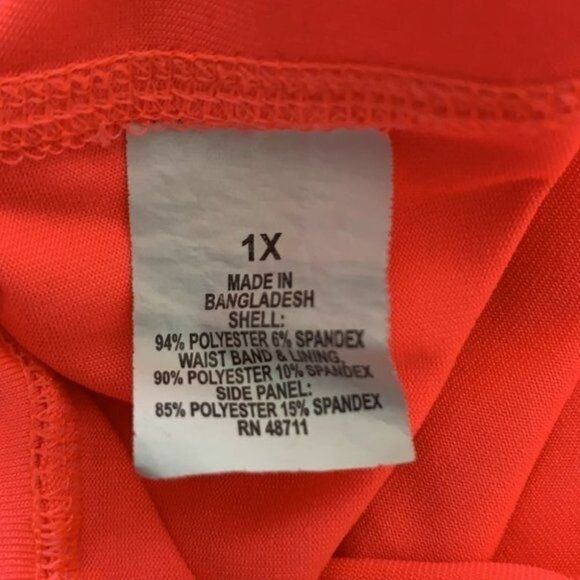 1X
MADE IN
BANGLADESH
SHELL:
94% POLYESTER 6% SPANDEX
WAIST BAND & LINING,
90% POLYESTER 10% SPANDEX
SIDE PANEL:
85% POLYESTER 15% SPANDEX
RN 48711